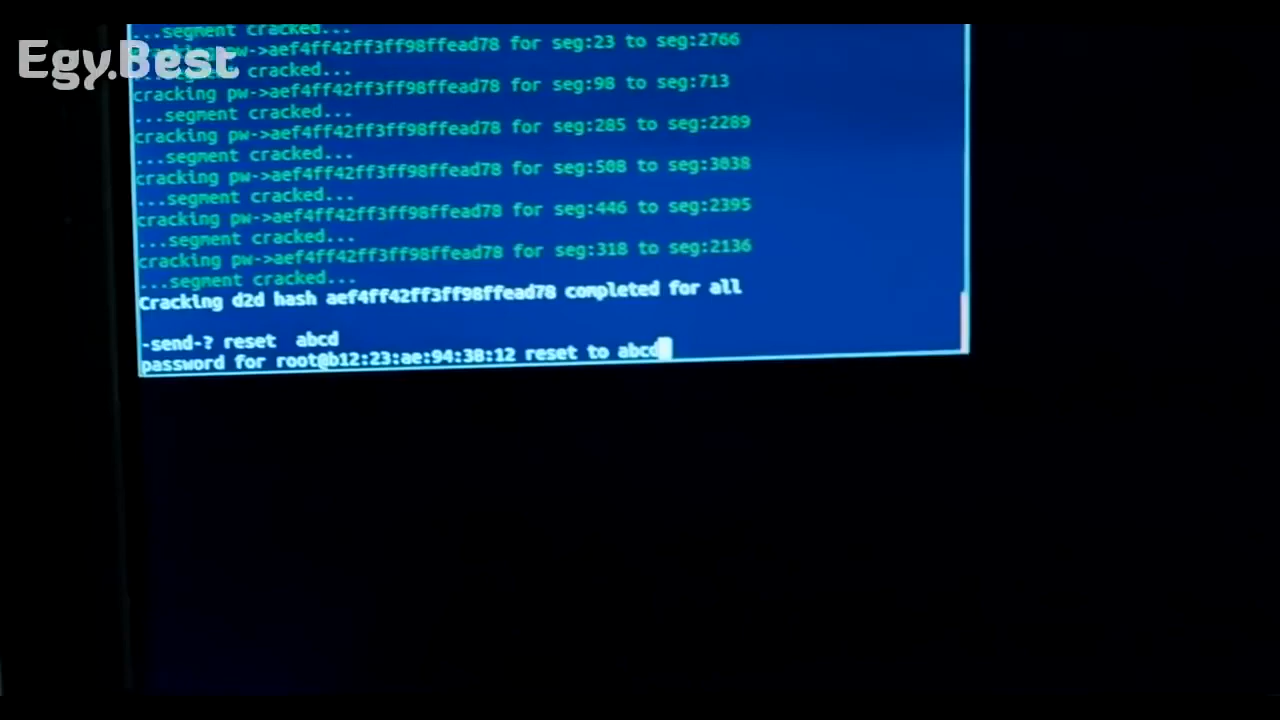 ...segment cracked...
Egy.Best
cracking pw->aef4ff42ff3ff98ffead78 for seg:23 to seg:2766
...segment cracked...
cracking pw->aef4ff42ff3ff98ffead78 for seg:98 to seg:713
...segment cracked...
cracking pw->aef4ff42ff3ff98ffead78 for seg:285 to seg:2289
...segment cracked...
cracking pw->aef4ff42ff3ff98ffead78 for seg:508 to seg:3038
...segment cracked...
cracking pw->aef4ff42ff3ff98ffead78 for seg:446 to seg:2395
...segment cracked...
cracking pw->aef4ff42ff3ff98ffead78 for seg:318 to seg:2136
...segment cracked...
Cracking d2d hash aef4ff42ff3ff98ffead78 completed for all
-send-? reset abcd
password for root@b12:23:ae:94:38:12 reset to abcd